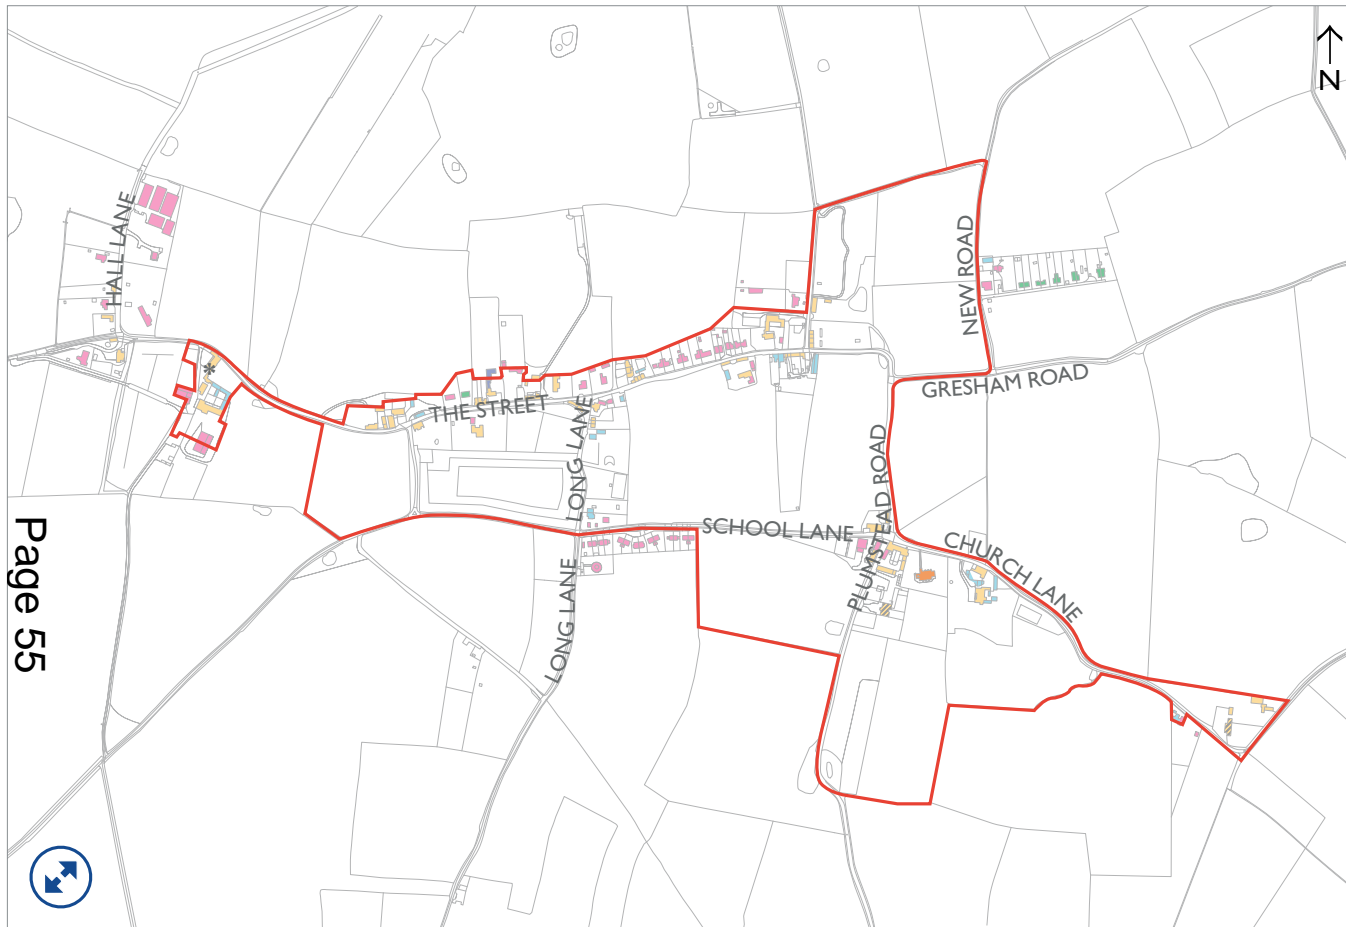 N
HALL LANE
NEW ROAD
GRESHAM ROAD
THE STREET
LONG LANE
PLUMSTEAD ROAD
SCHOOL LANE
CHURCH LANE
LONG LANE
*
Page 55